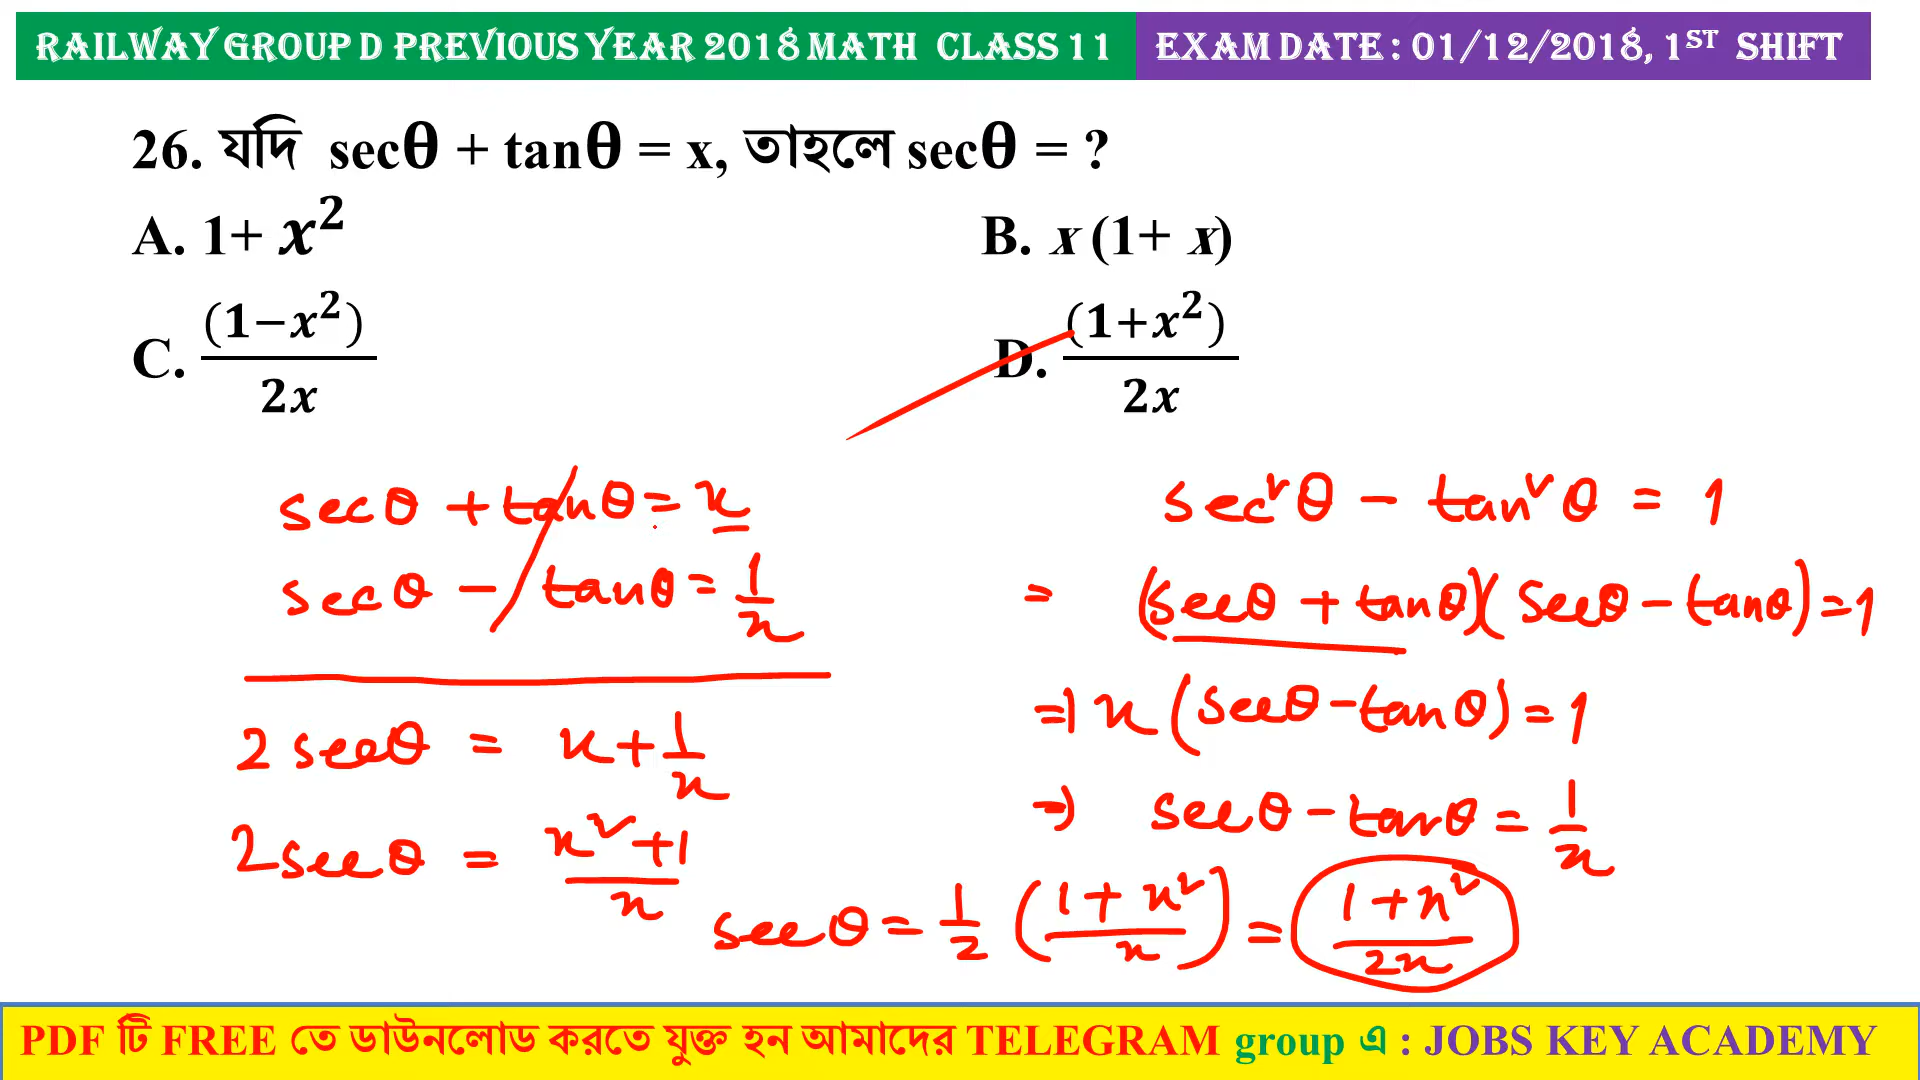 RAILWAY GROUP D PREVIOUS YEAR 2018 MATH CLASS 11 EXAM DATE : 01/12/2018, 1ST SHIFT
26. যদি secθ + tanθ = x, তাহলে secθ = ?
A. 1+ x²
B. x (1+ x)
C. (1−x²)/2x
D. (1+x²)/2x
secθ + tanθ = x
secθ − tanθ = 1/x
2 secθ = x + 1/x
2 secθ = x²+1/x
sec²θ − tan²θ = 1
= (secθ + tanθ)(secθ − tanθ) = 1
⇒ x (secθ − tanθ) = 1
⇒ secθ − tanθ = 1/x
secθ = 1/2 (1+x²/x) = 1+x²/2x
PDF টি FREE তে ডাউনলোড করতে যুক্ত হন আমাদের TELEGRAM group এ : JOBS KEY ACADEMY